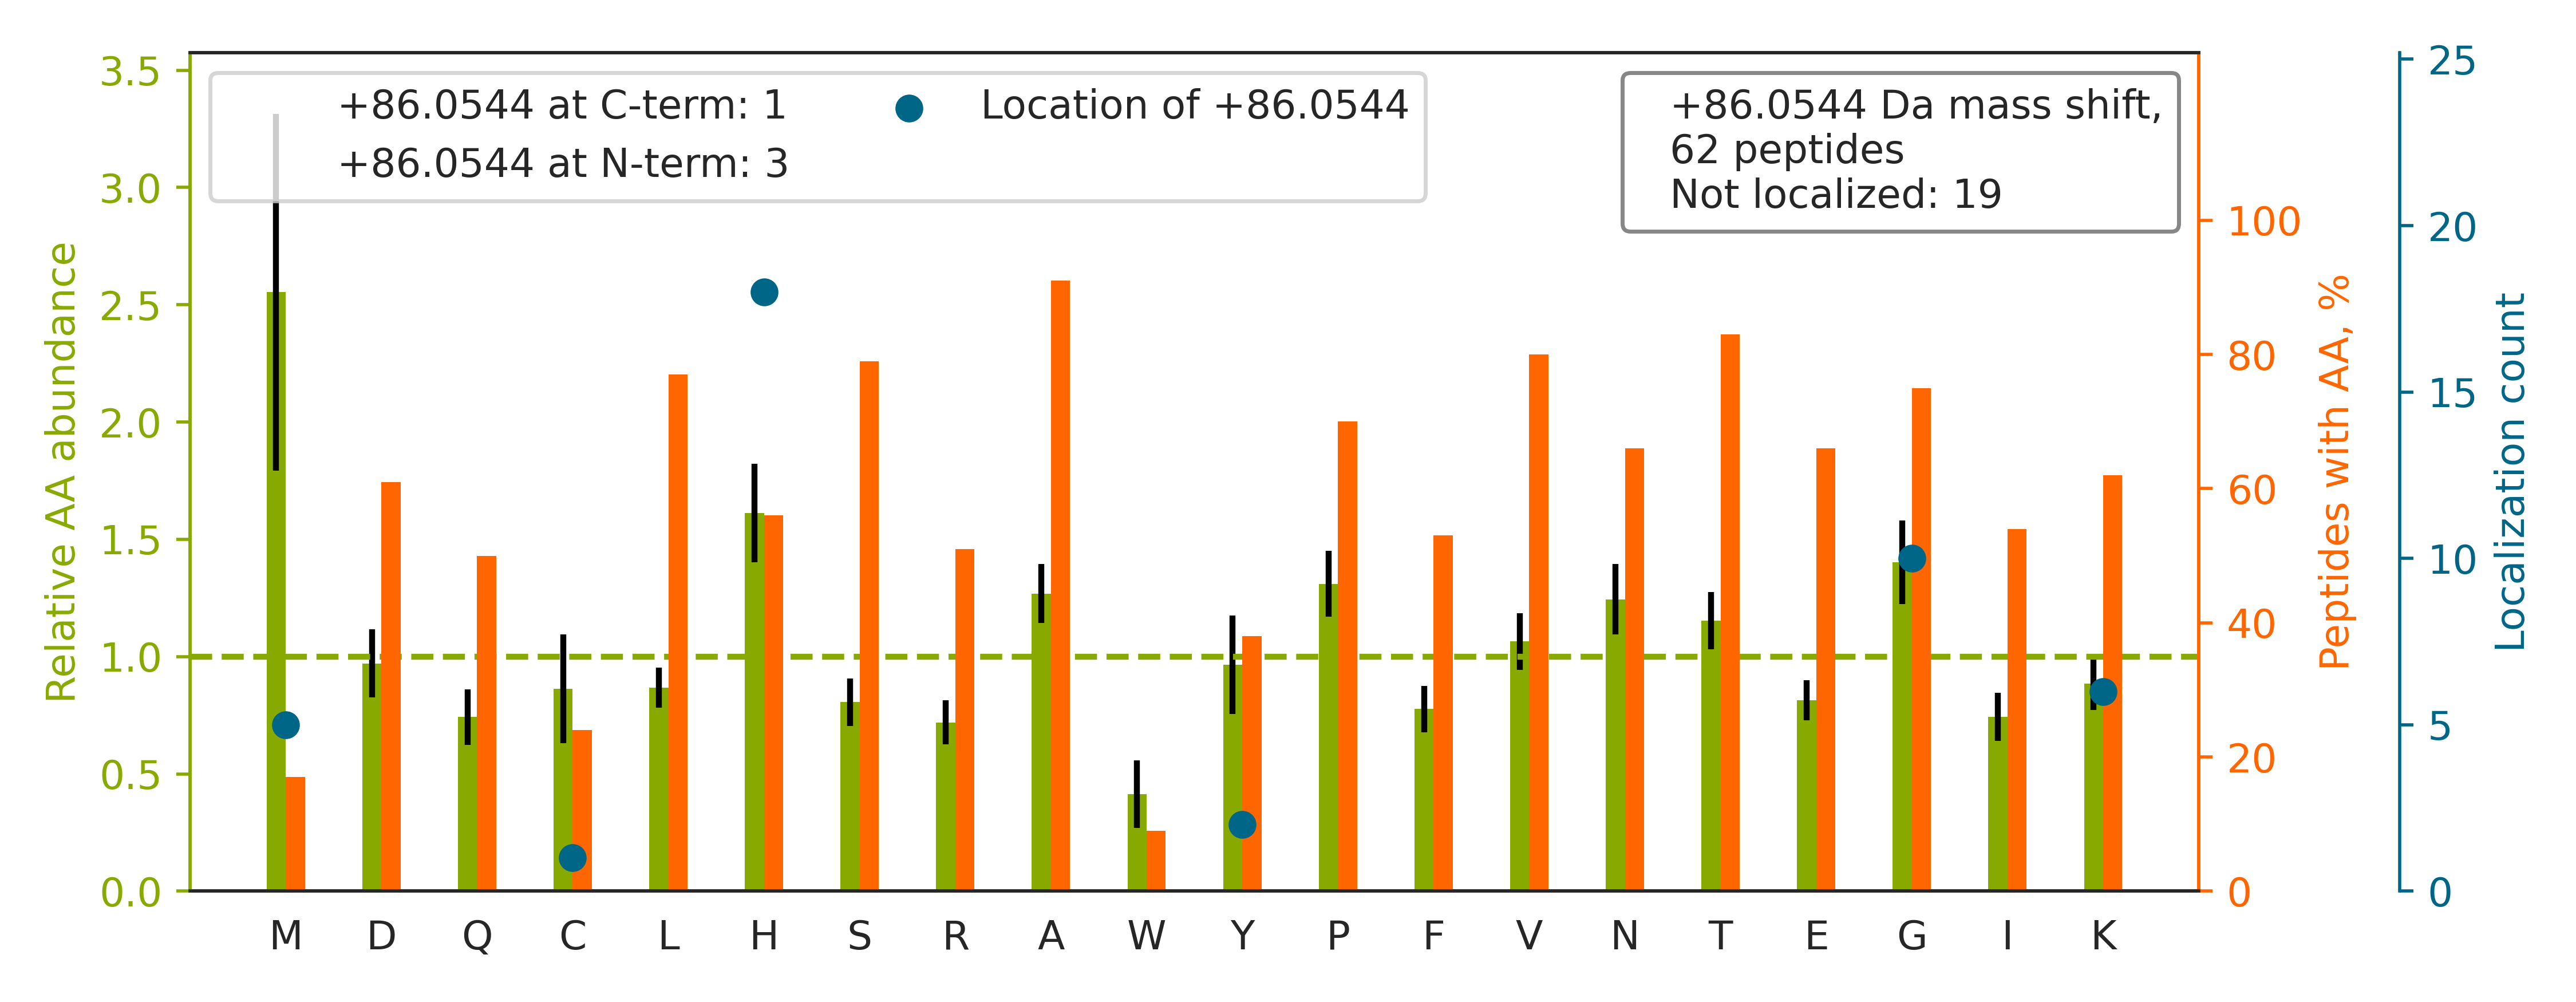 +86.0544 at C-term: 1
+86.0544 at N-term: 3
Location of +86.0544
+86.0544 Da mass shift,
62 peptides
Not localized: 19
Relative AA abundance
3.5
3.0
2.5
2.0
1.5
1.0
0.5
0.0
M D Q C L H S R A W Y P F V N T E G I K
100
80
60
40
20
0
Peptides with AA, %
25
20
15
10
5
0
Localization count